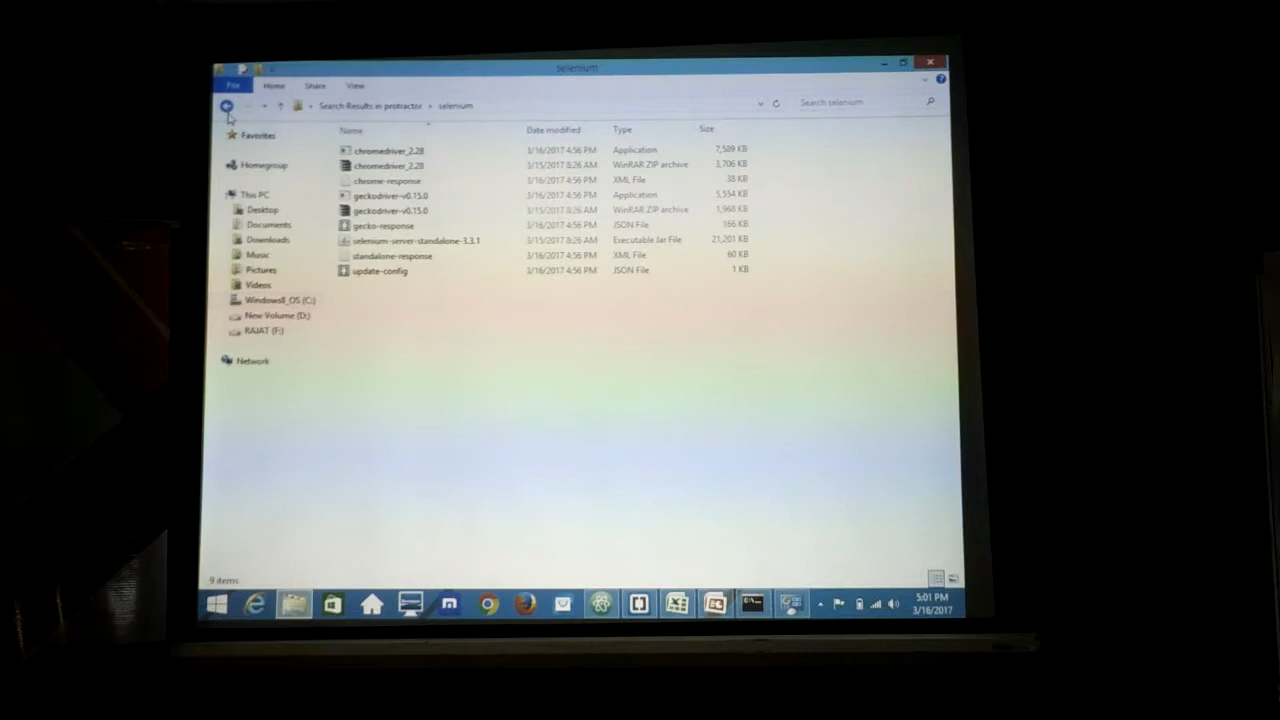 selenium
File Home Share View
Search Results in protractor selenium Search selenium
Name Date modified Type Size
chromedriver_2.28 3/16/2017 4:56 PM Application 7,589 KB
chromedriver_2.28 3/15/2017 8:26 AM WinRAR ZIP archive 3,706 KB
chrome-response 3/16/2017 4:56 PM XML File 38 KB
geckodriver-v0.15.0 3/16/2017 4:56 PM Application 5,554 KB
geckodriver-v0.15.0 3/15/2017 8:26 AM WinRAR ZIP archive 1,968 KB
gecko-response 3/16/2017 4:56 PM JSON File 166 KB
selenium-server-standalone-3.3.1 3/15/2017 8:26 AM Executable Jar File 21,201 KB
standalone-response 3/16/2017 4:56 PM XML File 60 KB
update-config 3/16/2017 4:56 PM JSON File 1 KB
Favorites
Homegroup
This PC
Desktop
Documents
Downloads
Music
Pictures
Videos
Windows8_OS (C:)
New Volume (D:)
RAJAT (F:)
Network
9 items
5:01 PM
3/16/2017